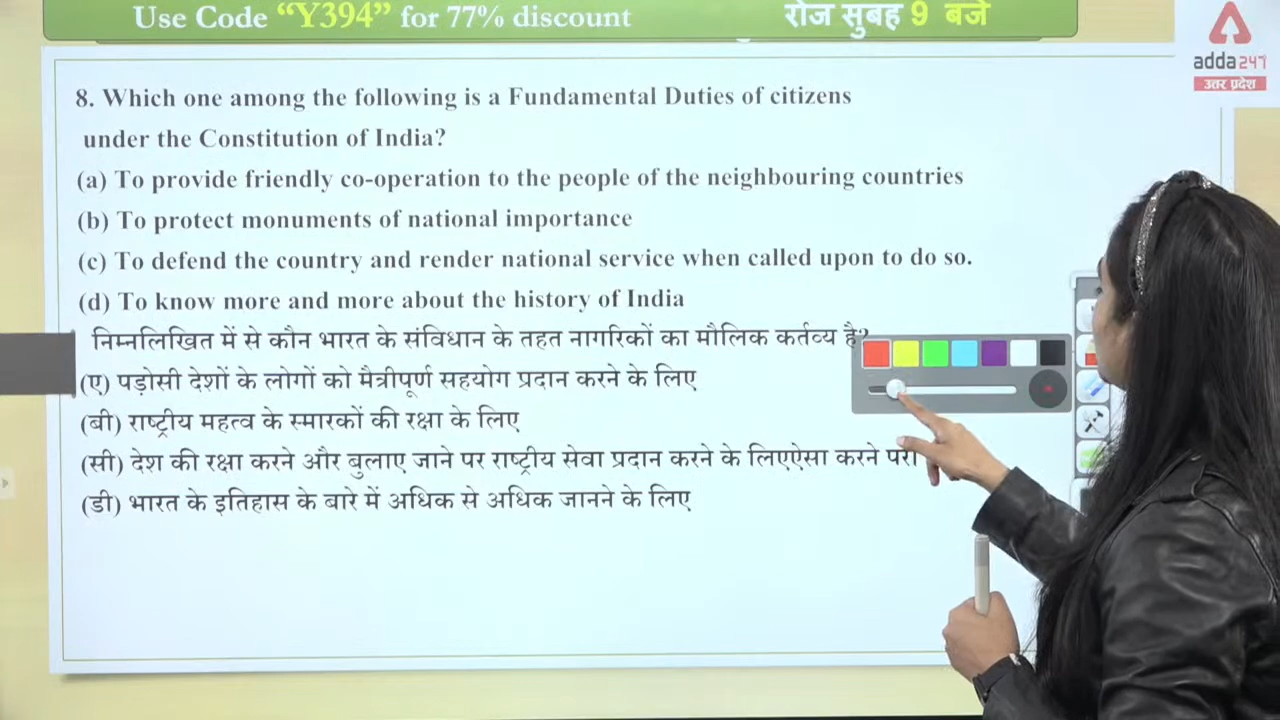 Use Code “Y394” for 77% discount
रोज सुबह 9 बजे
adda247
उत्तर प्रदेश
8. Which one among the following is a Fundamental Duties of citizens
under the Constitution of India?
(a) To provide friendly co-operation to the people of the neighbouring countries
(b) To protect monuments of national importance
(c) To defend the country and render national service when called upon to do so.
(d) To know more and more about the history of India
निम्नलिखित में से कौन भारत के संविधान के तहत नागरिकों का मौलिक कर्तव्य है?
(ए) पड़ोसी देशों के लोगों को मैत्रीपूर्ण सहयोग प्रदान करने के लिए
(बी) राष्ट्रीय महत्व के स्मारकों की रक्षा के लिए
(सी) देश की रक्षा करने और बुलाए जाने पर राष्ट्रीय सेवा प्रदान करने के लिएऐसा करने पर।
(डी) भारत के इतिहास के बारे में अधिक से अधिक जानने के लिए